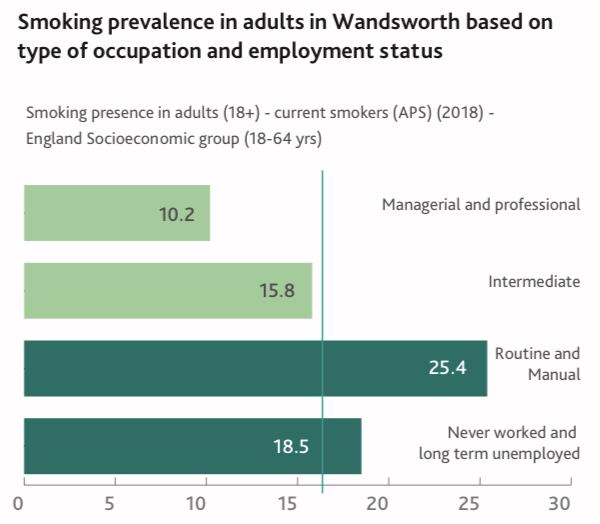 Smoking prevalence in adults in Wandsworth based on
type of occupation and employment status
Smoking presence in adults (18+) - current smokers (APS) (2018) -
England Socioeconomic group (18-64 yrs)
10.2
Managerial and professional
15.8
Intermediate
25.4
Routine and
Manual
18.5
Never worked and
long term unemployed
0 5 10 15 20 25 30